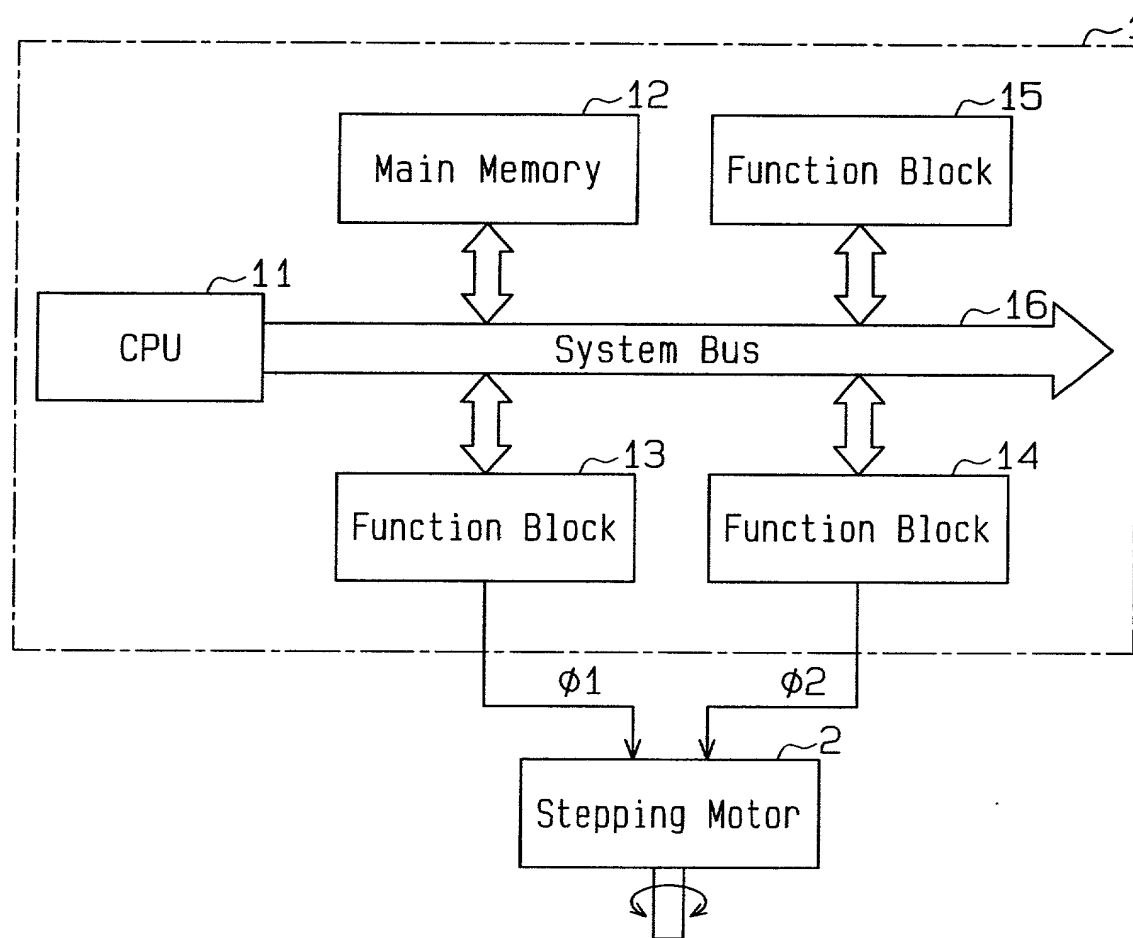 1
12
15
Main Memory
Function Block
11
16
CPU
System Bus
13
14
Function Block
Function Block
φ1
φ2
2
Stepping Motor